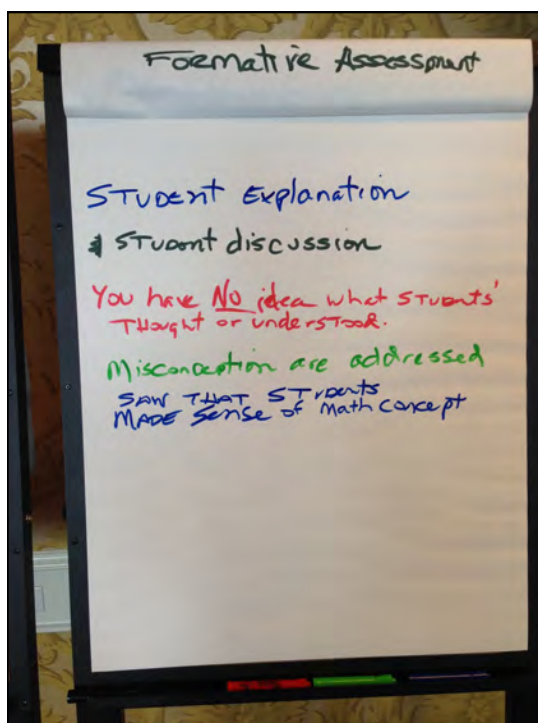 Formative Assessment
STUDENT Explanation
STUDENT discussion
You have NO idea what STUDENTS'
THOUGHT or underSTOOD.
Misconception are addressed
SAW THAT STUDENTS
MADE Sense of Math concept